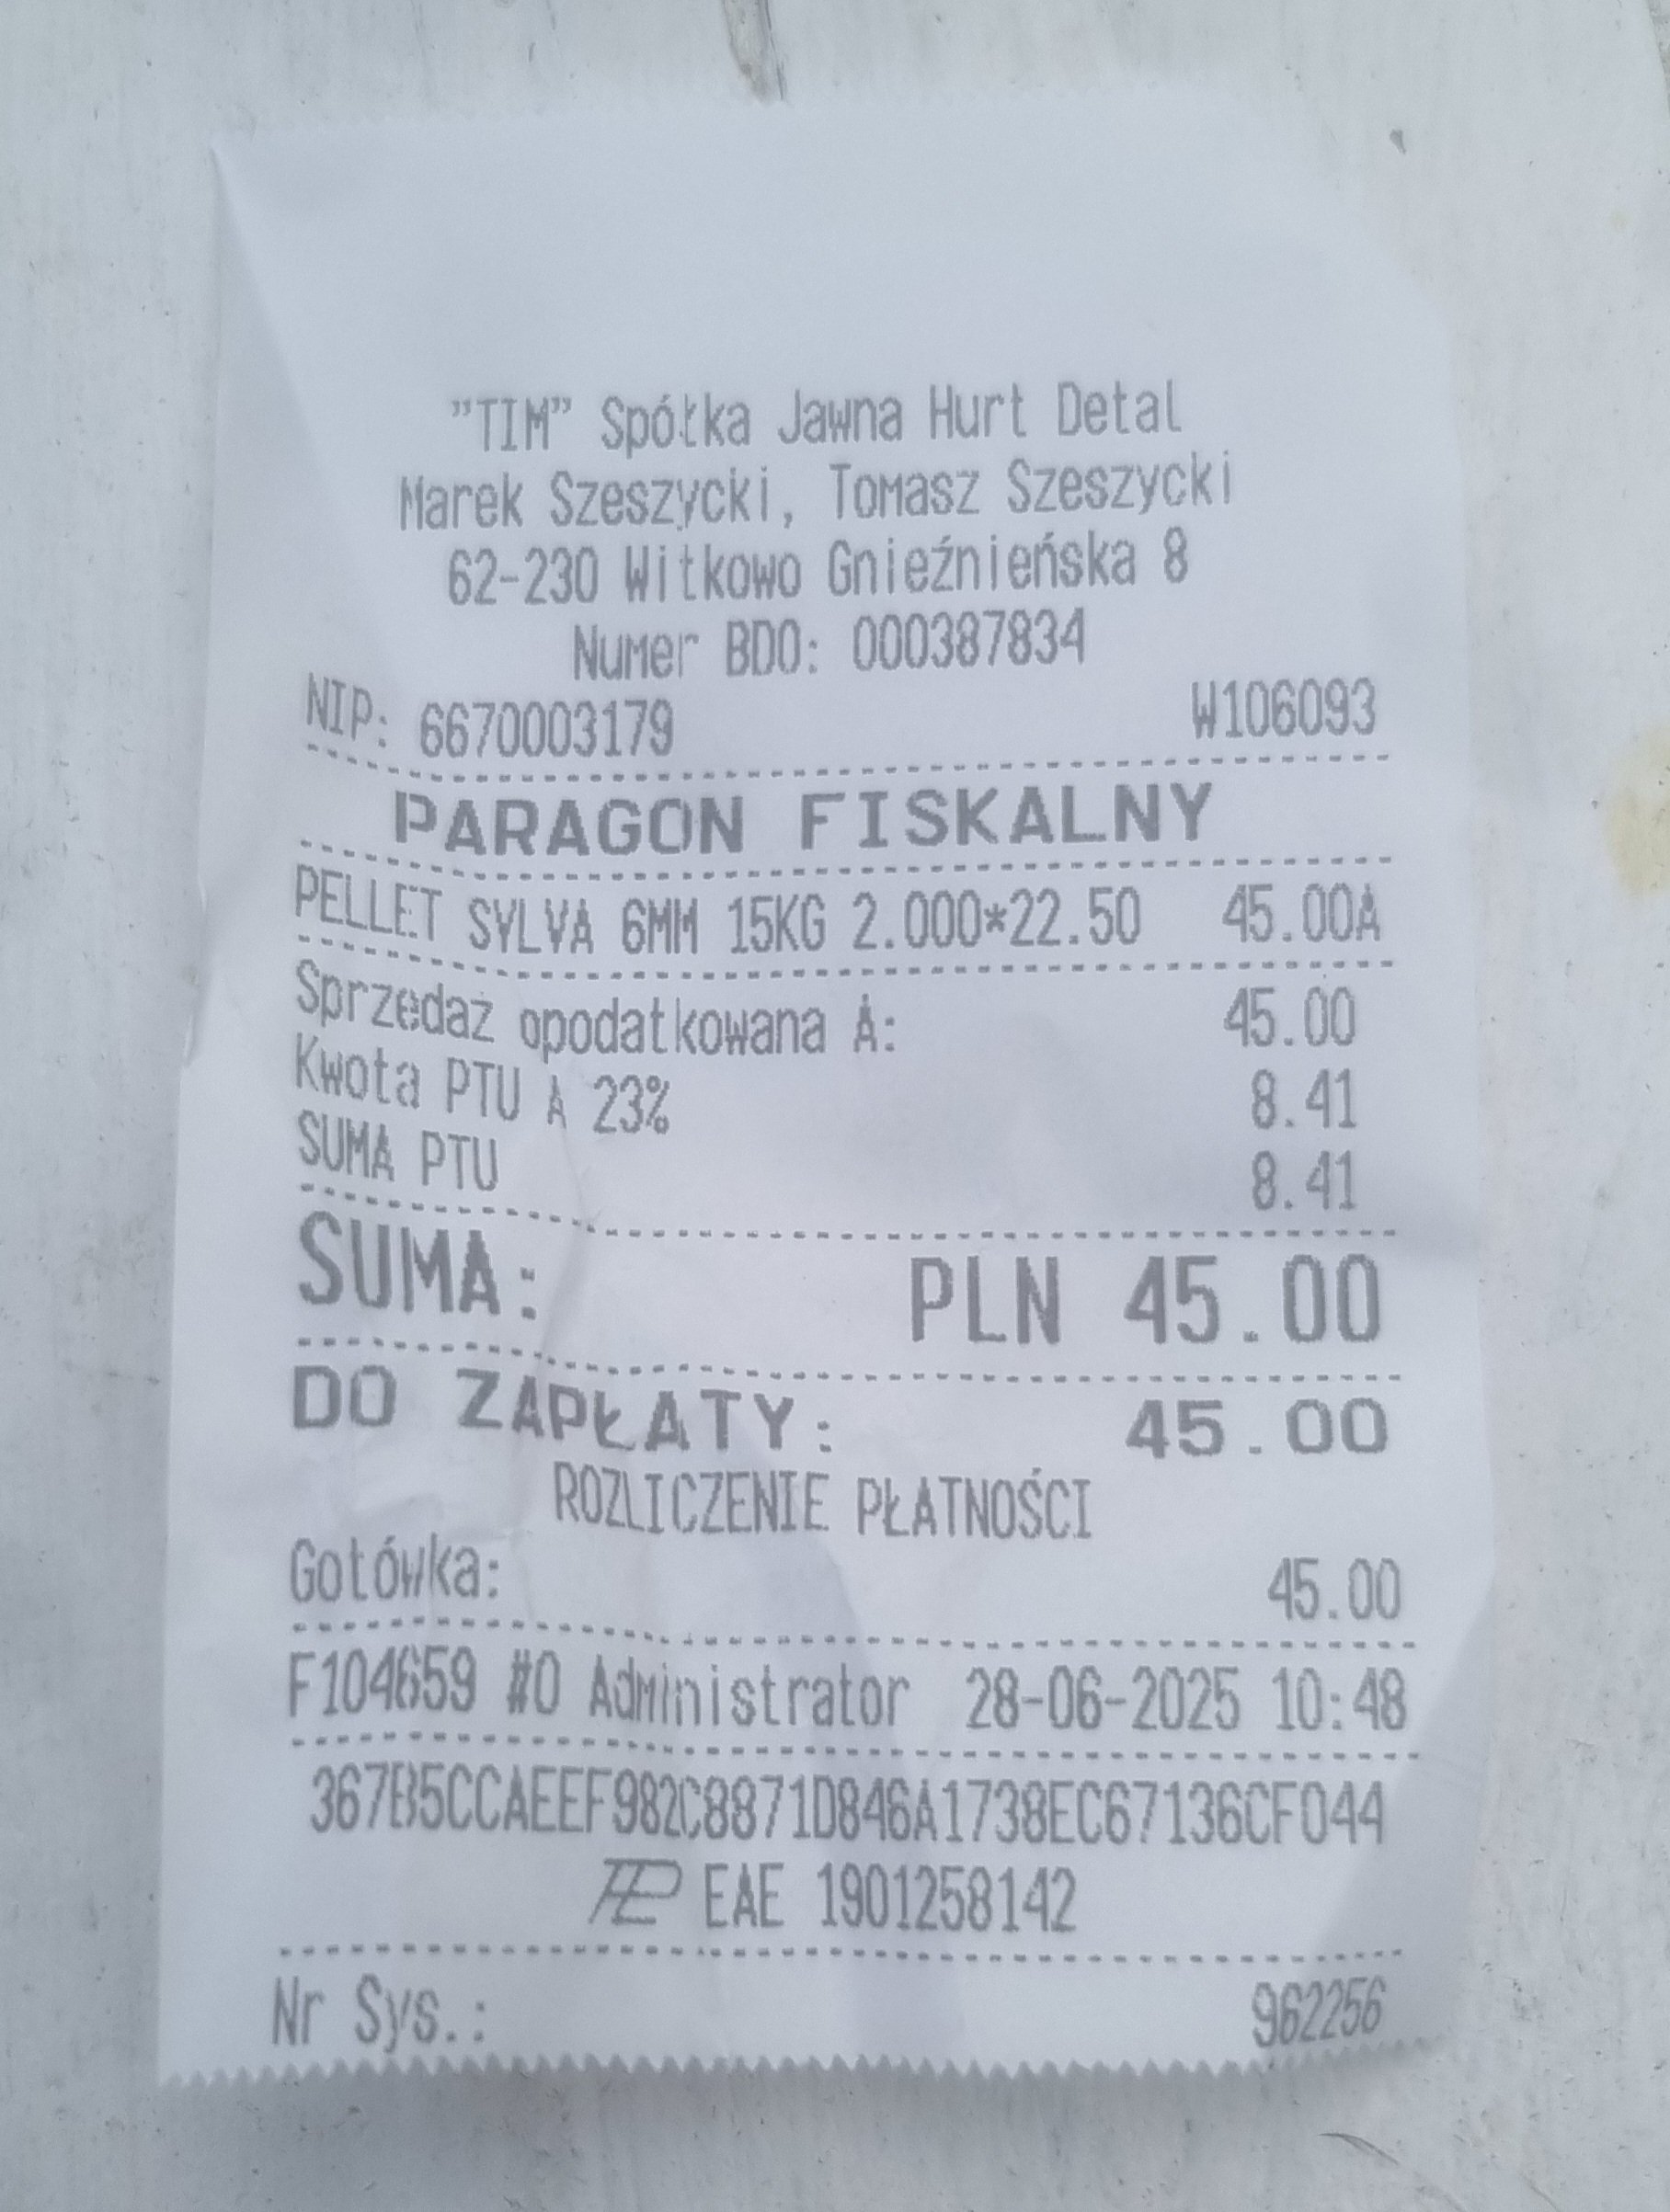 "TIM" Spółka Jawna Hurt Detal
Marek Szeszycki, Tomasz Szeszycki
62-230 Witkowo Gnieźnieńska 8
Numer BDO: 000387834
NIP: 6670003179 W106093
PARAGON FISKALNY
PELLET SYLVA 6MM 15KG 2.000*22.50 45.00A
Sprzedaż opodatkowana A: 45.00
Kwota PTU A 23% 8.41
SUMA PTU 8.41
SUMA: PLN 45.00
DO ZAPŁATY: 45.00
ROZLICZENIE PŁATNOŚCI
Gotówka: 45.00
F104659 #0 Administrator 28-06-2025 10:48
367B5CCAEEF982C8871D846A1738EC67136CF044
PL EAE 1901258142
Nr Sys.: 962256